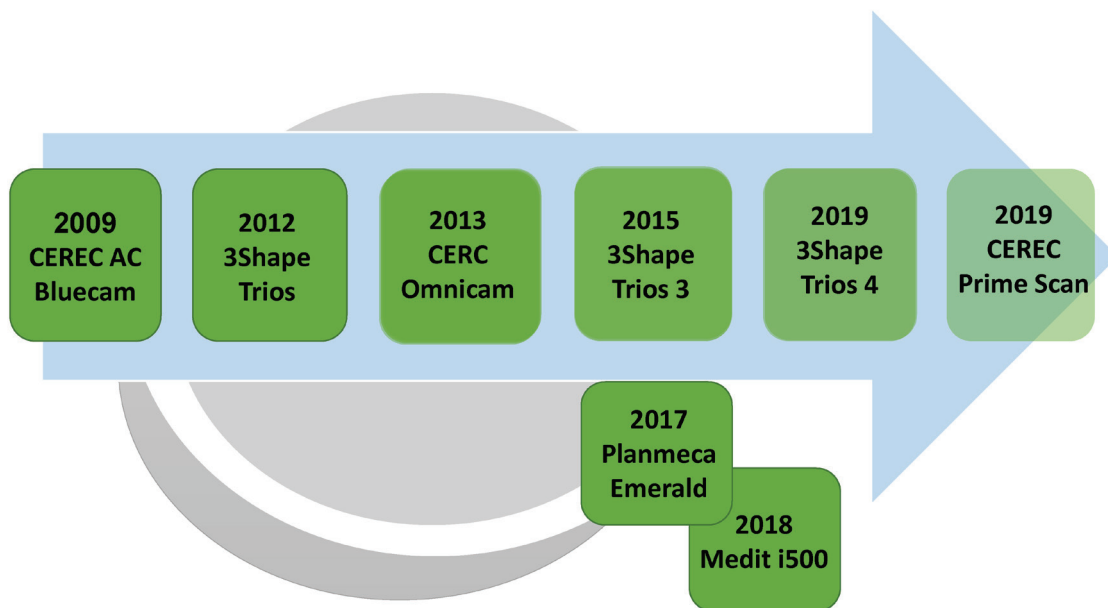 2009
CEREC AC
Bluecam
2012
3Shape
Trios
2013
CERC
Omnicam
2015
3Shape
Trios 3
2019
3Shape
Trios 4
2019
CEREC
Prime Scan
2017
Planmeca
Emerald
2018
Medit i500